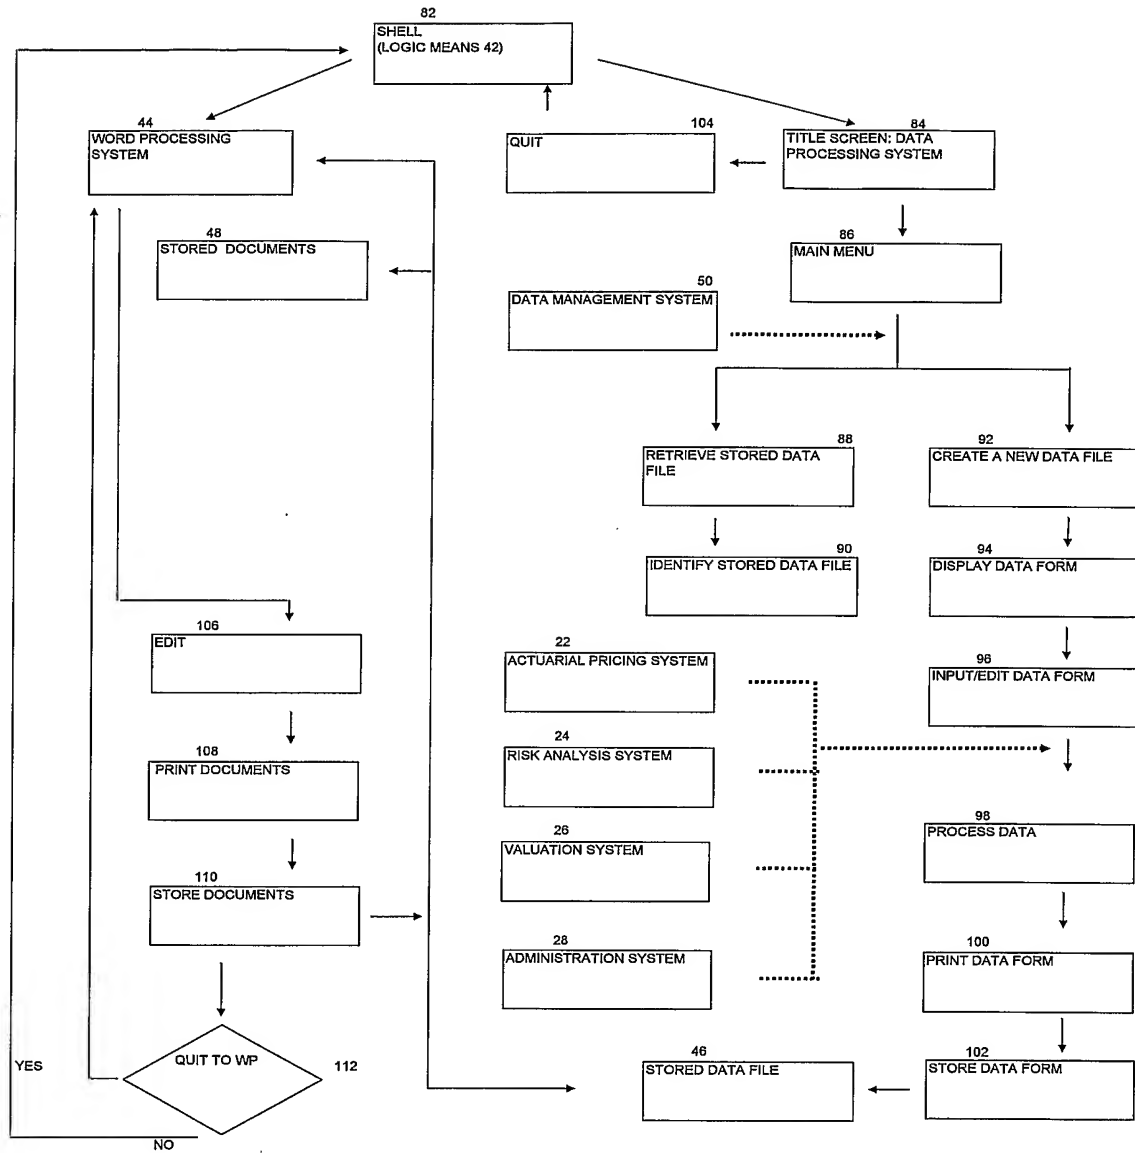 82
SHELL
(LOGIC MEANS 42)
44
WORD PROCESSING
SYSTEM
104
QUIT
84
TITLE SCREEN: DATA
PROCESSING SYSTEM
48
STORED DOCUMENTS
86
MAIN MENU
50
DATA MANAGEMENT SYSTEM
88
RETRIEVE STORED DATA
FILE
92
CREATE A NEW DATA FILE
90
IDENTIFY STORED DATA FILE
94
DISPLAY DATA FORM
106
EDIT
22
ACTUARIAL PRICING SYSTEM
96
INPUT/EDIT DATA FORM
108
PRINT DOCUMENTS
24
RISK ANALYSIS SYSTEM
98
PROCESS DATA
110
STORE DOCUMENTS
26
VALUATION SYSTEM
28
ADMINISTRATION SYSTEM
100
PRINT DATA FORM
YES
QUIT TO WP
112
46
STORED DATA FILE
102
STORE DATA FORM
NO